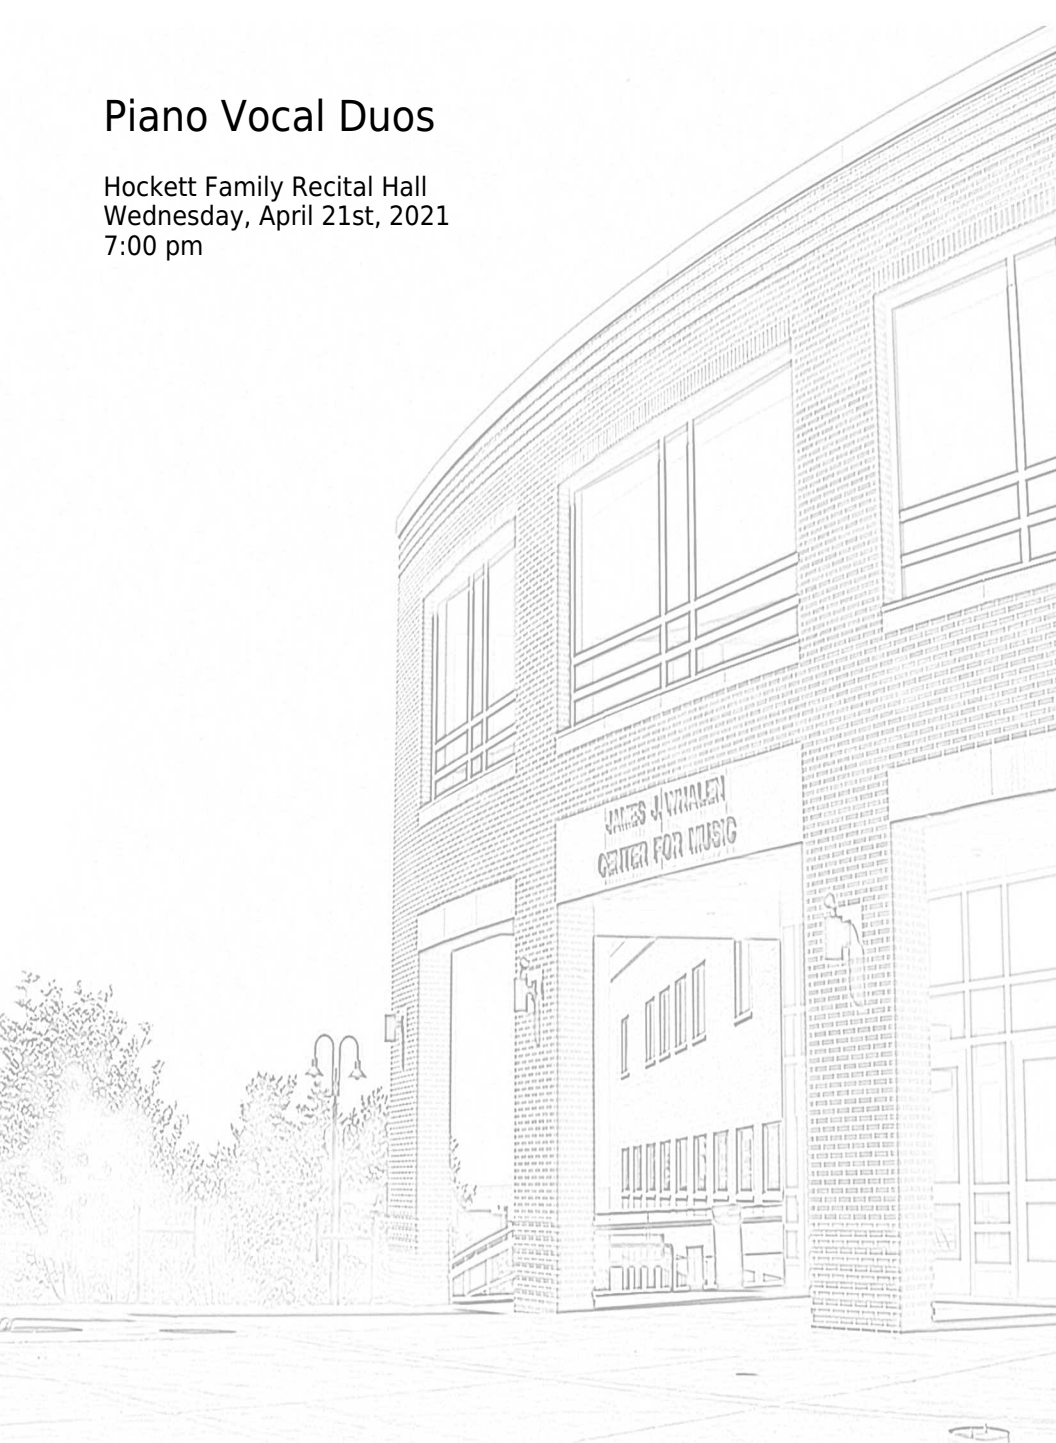 Piano Vocal Duos
Hockett Family Recital Hall
Wednesday, April 21st, 2021
7:00 pm
JAMES J. WHALEN
CENTER FOR MUSIC